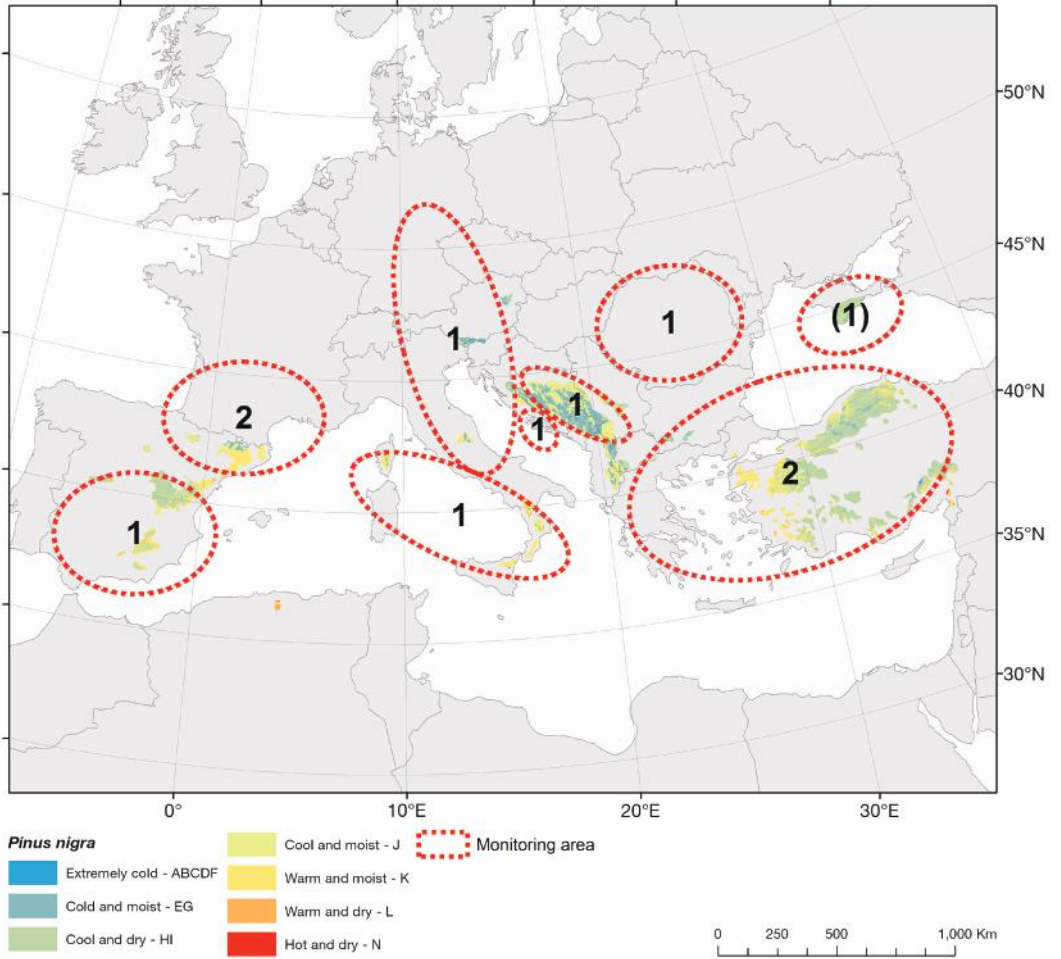 50°N
45°N
(1)
1
1
40°N
2
1
1
2
1
1
35°N
30°N
0°
10°E
20°E
30°E
Pinus nigra
Extremely cold - ABCDF
Cold and moist - EG
Cool and dry - HI
Cool and moist - J
Warm and moist - K
Warm and dry - L
Hot and dry - N
Monitoring area
0 250 500 1,000 Km